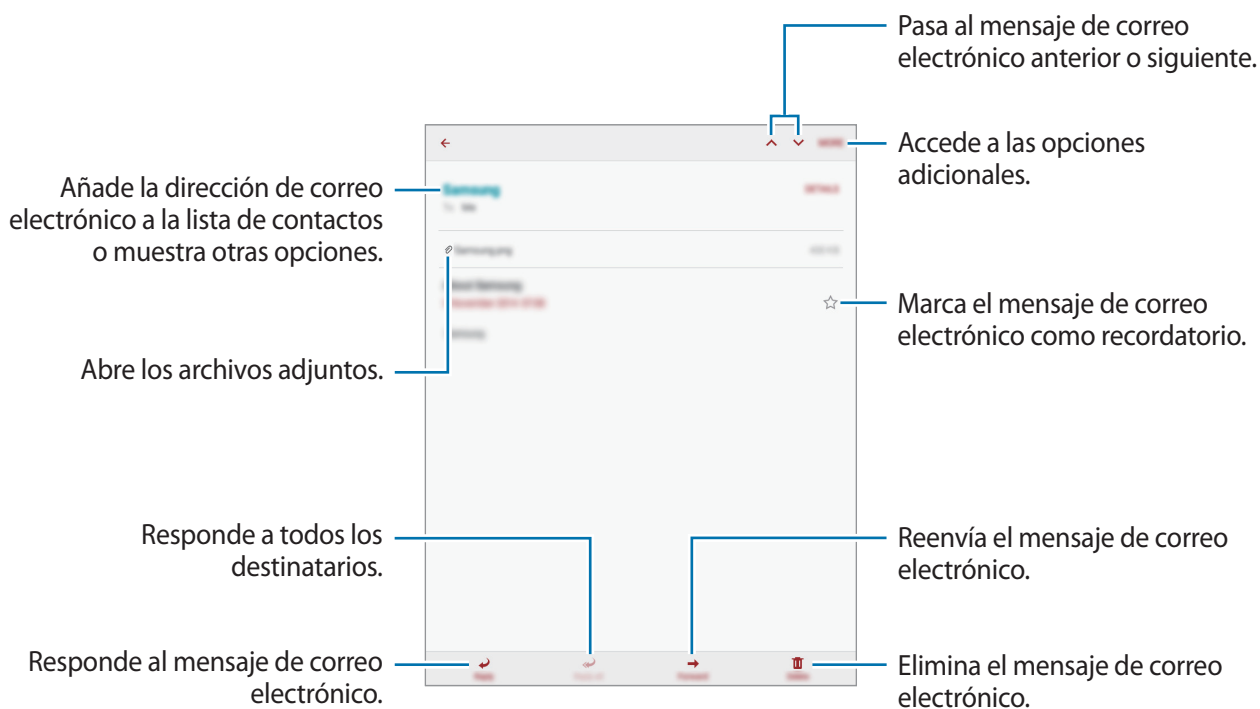 Pasa al mensaje de correo
electrónico anterior o siguiente.
Accede a las opciones
adicionales.
Añade la dirección de correo
electrónico a la lista de contactos
o muestra otras opciones.
Samsung
Marca el mensaje de correo
electrónico como recordatorio.
Abre los archivos adjuntos.
Responde a todos los
destinatarios.
Reenvía el mensaje de correo
electrónico.
Responde al mensaje de correo
electrónico.
Elimina el mensaje de correo
electrónico.